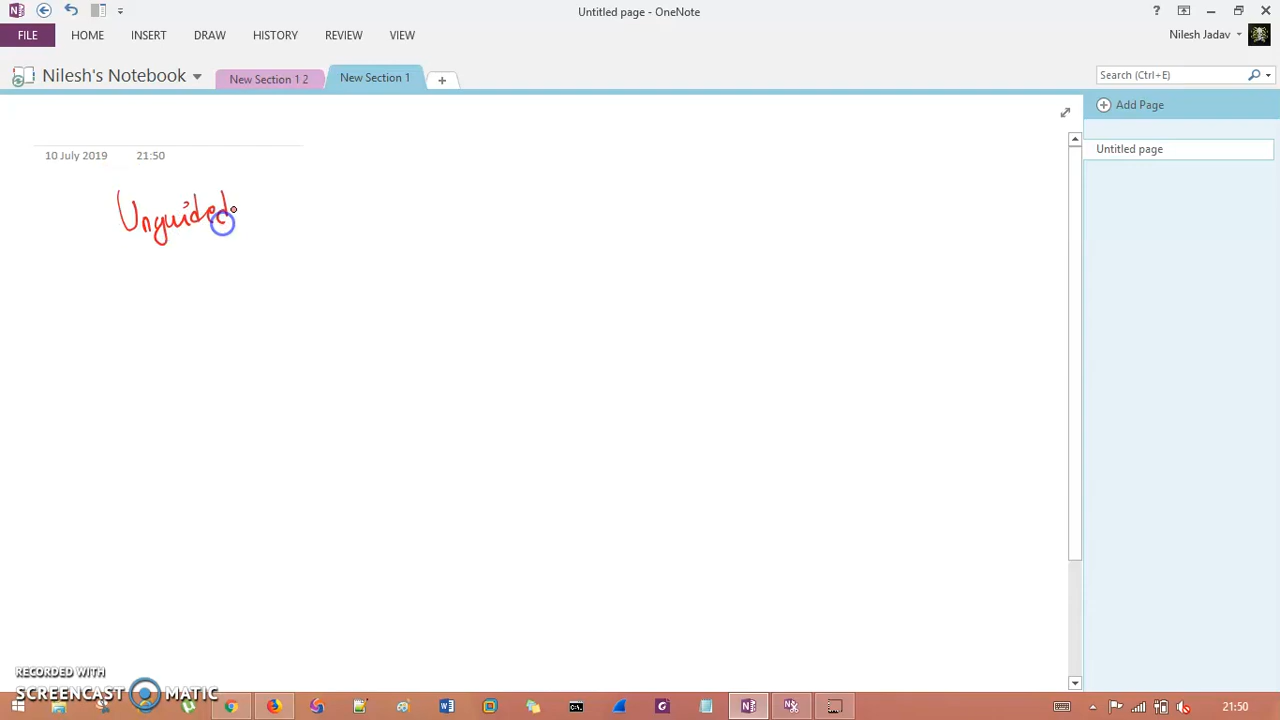 Untitled page - OneNote
FILE HOME INSERT DRAW HISTORY REVIEW VIEW
Nilesh Jadav
Nilesh's Notebook New Section 1 2 New Section 1
Search (Ctrl+E)
Add Page
10 July 2019 21:50
Untitled page
Unguided
RECORDED WITH
SCREENCAST MATIC
21:50